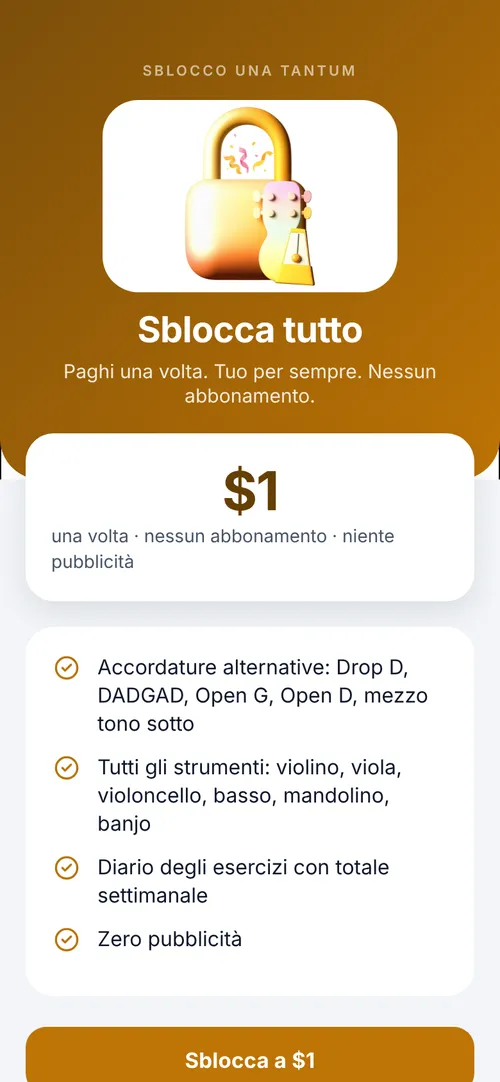 SBLOCCO UNA TANTUM
Sblocca tutto
Paghi una volta. Tuo per sempre. Nessun
abbonamento.
$1
una volta · nessun abbonamento · niente
pubblicità
Accordature alternative: Drop D,
DADGAD, Open G, Open D, mezzo
tono sotto
Tutti gli strumenti: violino, viola,
violoncello, basso, mandolino,
banjo
Diario degli esercizi con totale
settimanale
Zero pubblicità
Sblocca a $1